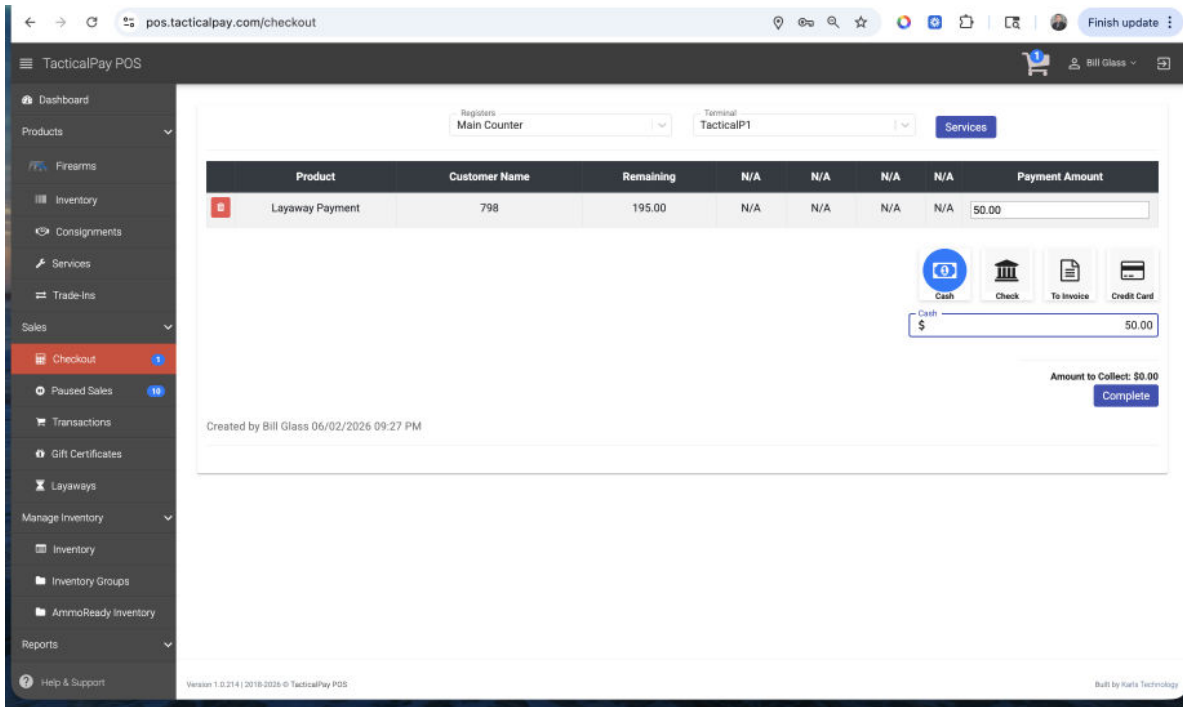 pos.tacticalpay.com/checkout
Finish update
TacticalPay POS
1
Bill Glass
Dashboard
Products
Firearms
Inventory
Consignments
Services
Trade-Ins
Sales
Checkout 1
Paused Sales 10
Transactions
Gift Certificates
Layaways
Manage Inventory
Inventory
Inventory Groups
AmmoReady Inventory
Reports
Help & Support
Registers
Main Counter
Terminal
TacticalP1
Services
Product Customer Name Remaining N/A N/A N/A N/A Payment Amount
Layaway Payment 798 195.00 N/A N/A N/A N/A 50.00
Cash Check To Invoice Credit Card
Cash
$ 50.00
Amount to Collect: $0.00
Complete
Created by Bill Glass 06/02/2026 09:27 PM
Version 1.0.214 | 2018-2026 © TacticalPay POS
Built by Karla Technology